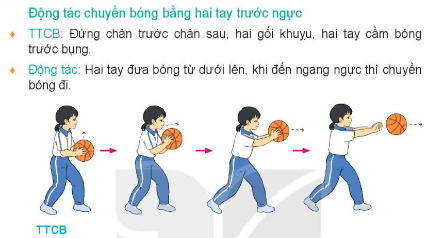 Động tác chuyền bóng bằng hai tay trước ngực
TTCB: Đứng chân trước chân sau, hai gối khuỵu, hai tay cầm bóng
trước bụng.
Động tác: Hai tay đưa bóng từ dưới lên, khi đến ngang ngực thì chuyền
bóng đi.
TTCB